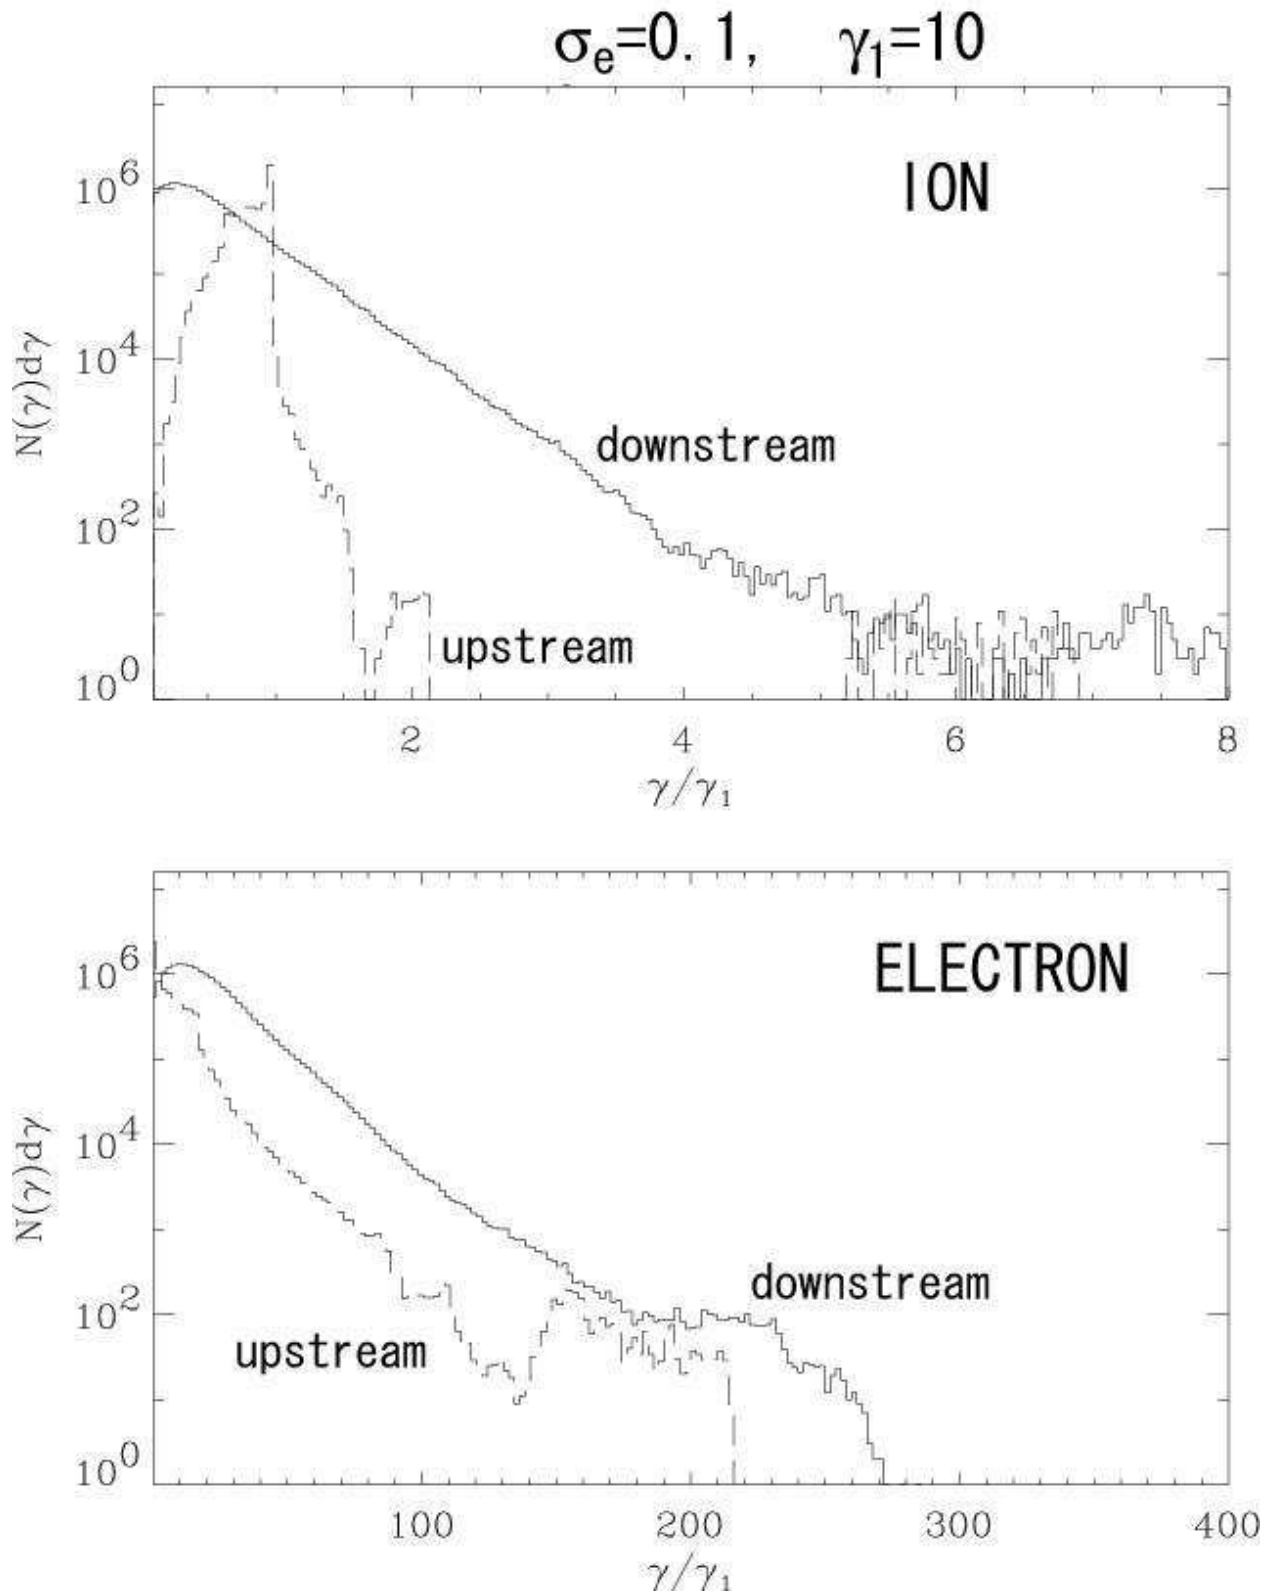 σe=0.1, γ1=10
ION
10^6
10^4
10^2
10^0
N(γ)dγ
downstream
upstream
2 4 6 8
γ/γ1
ELECTRON
10^6
10^4
10^2
10^0
N(γ)dγ
downstream
upstream
100 200 300 400
γ/γ1